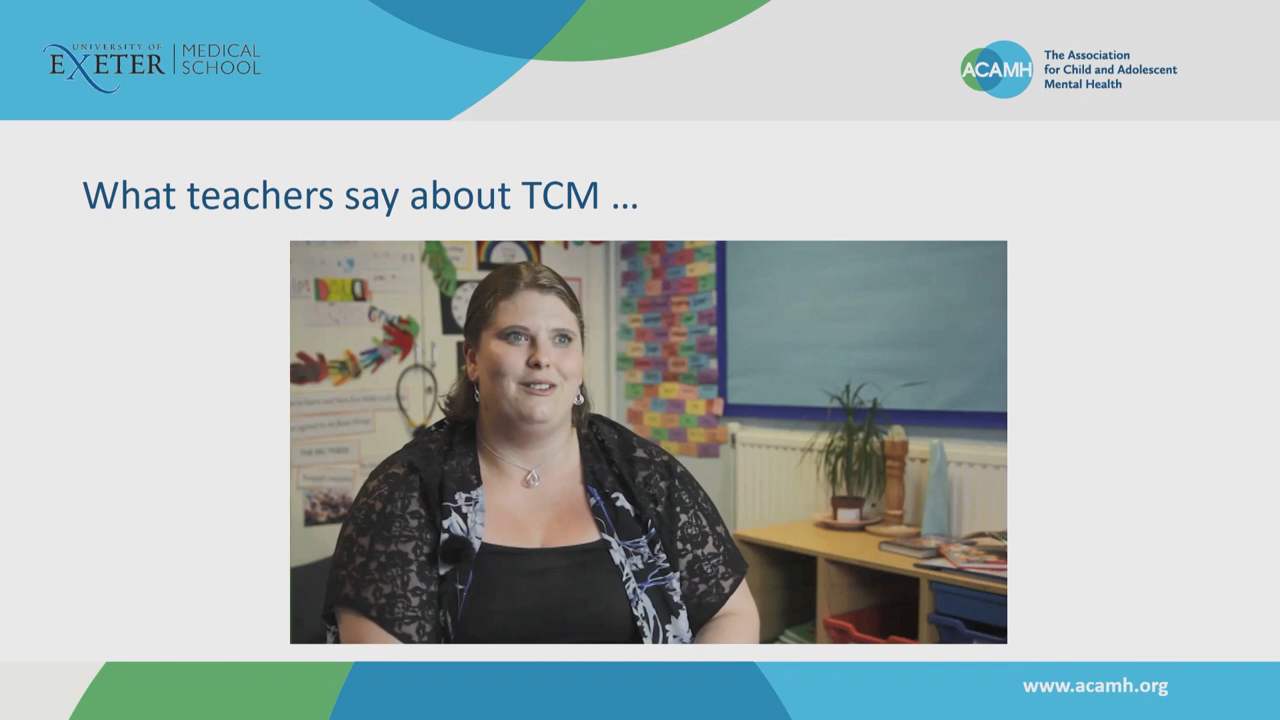 UNIVERSITY OF
EXETER
MEDICAL
SCHOOL
ACAMH
The Association
for Child and Adolescent
Mental Health
What teachers say about TCM ...
www.acamh.org